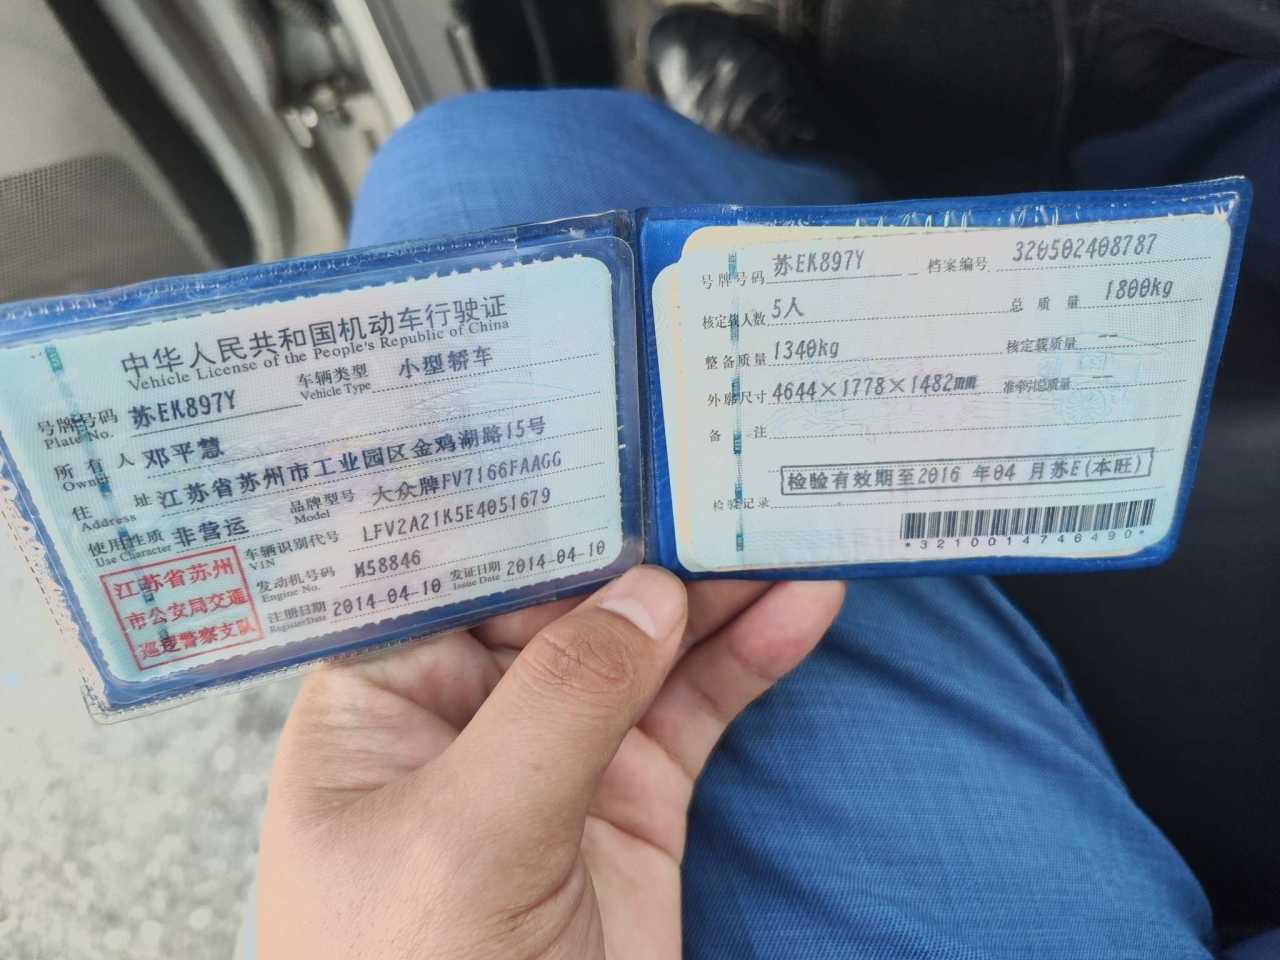 中华人民共和国机动车行驶证
Vehicle License of the People's Republic of China
号牌号码 苏EK897Y 车辆类型 小型轿车
Plate No. Vehicle Type
所有人 邓平慧
Owner
住址 江苏省苏州市工业园区金鸡湖路15号
Address
使用性质 非营运 品牌型号 大众牌FV7166FAAGG
Use Character Model
车辆识别代号 LFV2A21K5E4051679
VIN
发动机号码 M58846
Engine No.
注册日期 2014-04-10 发证日期 2014-04-10
Register Date Issue Date
江苏省苏州
市公安局交通
巡逻警察支队
号牌号码 苏EK897Y 档案编号 320502408787
核定载人数 5人 总质量 1800kg
整备质量 1340kg 核定载质量 --
外廓尺寸 4644×1778×1482mm 准牵引总质量 --
备注
检验有效期至2016 年04 月苏E(本旺)
检验记录
*3210014746490*